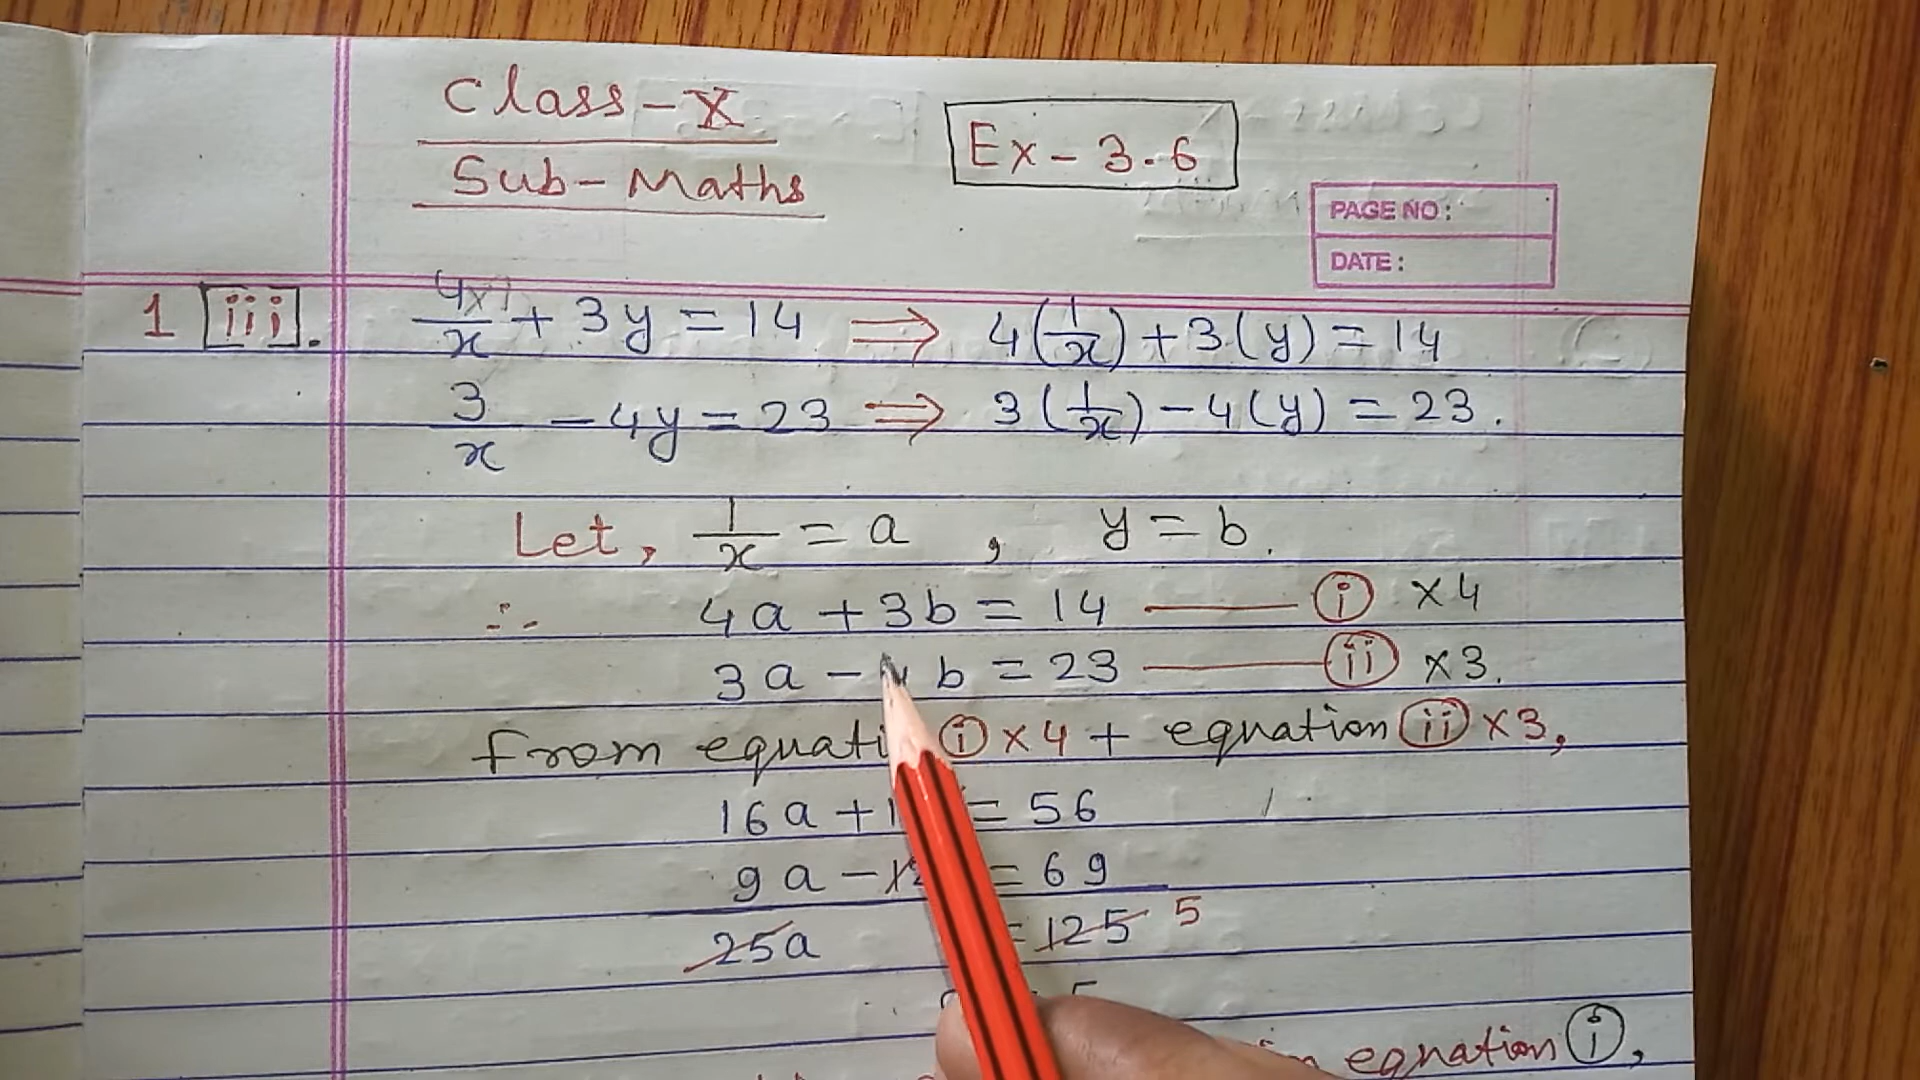 Class-X
Sub-Maths
Ex-3.6
PAGE NO:
DATE:
1 iii. 4x1/x + 3y = 14 ⇒ 4(1/x) + 3(y) = 14
3/x - 4y = 23 ⇒ 3(1/x) - 4(y) = 23.
Let, 1/x = a , y = b.
∴ 4a + 3b = 14 —— i ×4
3a - b = 23 —— ii ×3.
From i ×4 + equation ii ×3,
16a + = 56
9a - = 69
25a = 125 5
equation i,